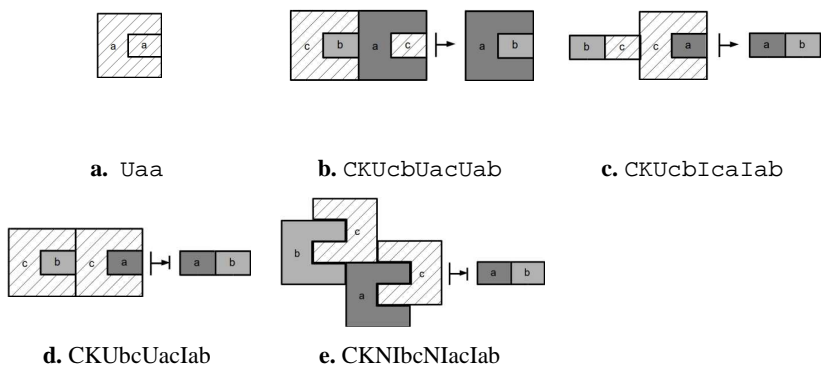 a a
c b a c a b
b c c a a b
a. Uaa
b. CKUcbUacUab
c. CKUcbIcaIab
c b c a a b
b c a c a b
d. CKUbcUacIab
e. CKNIbcNIacIab